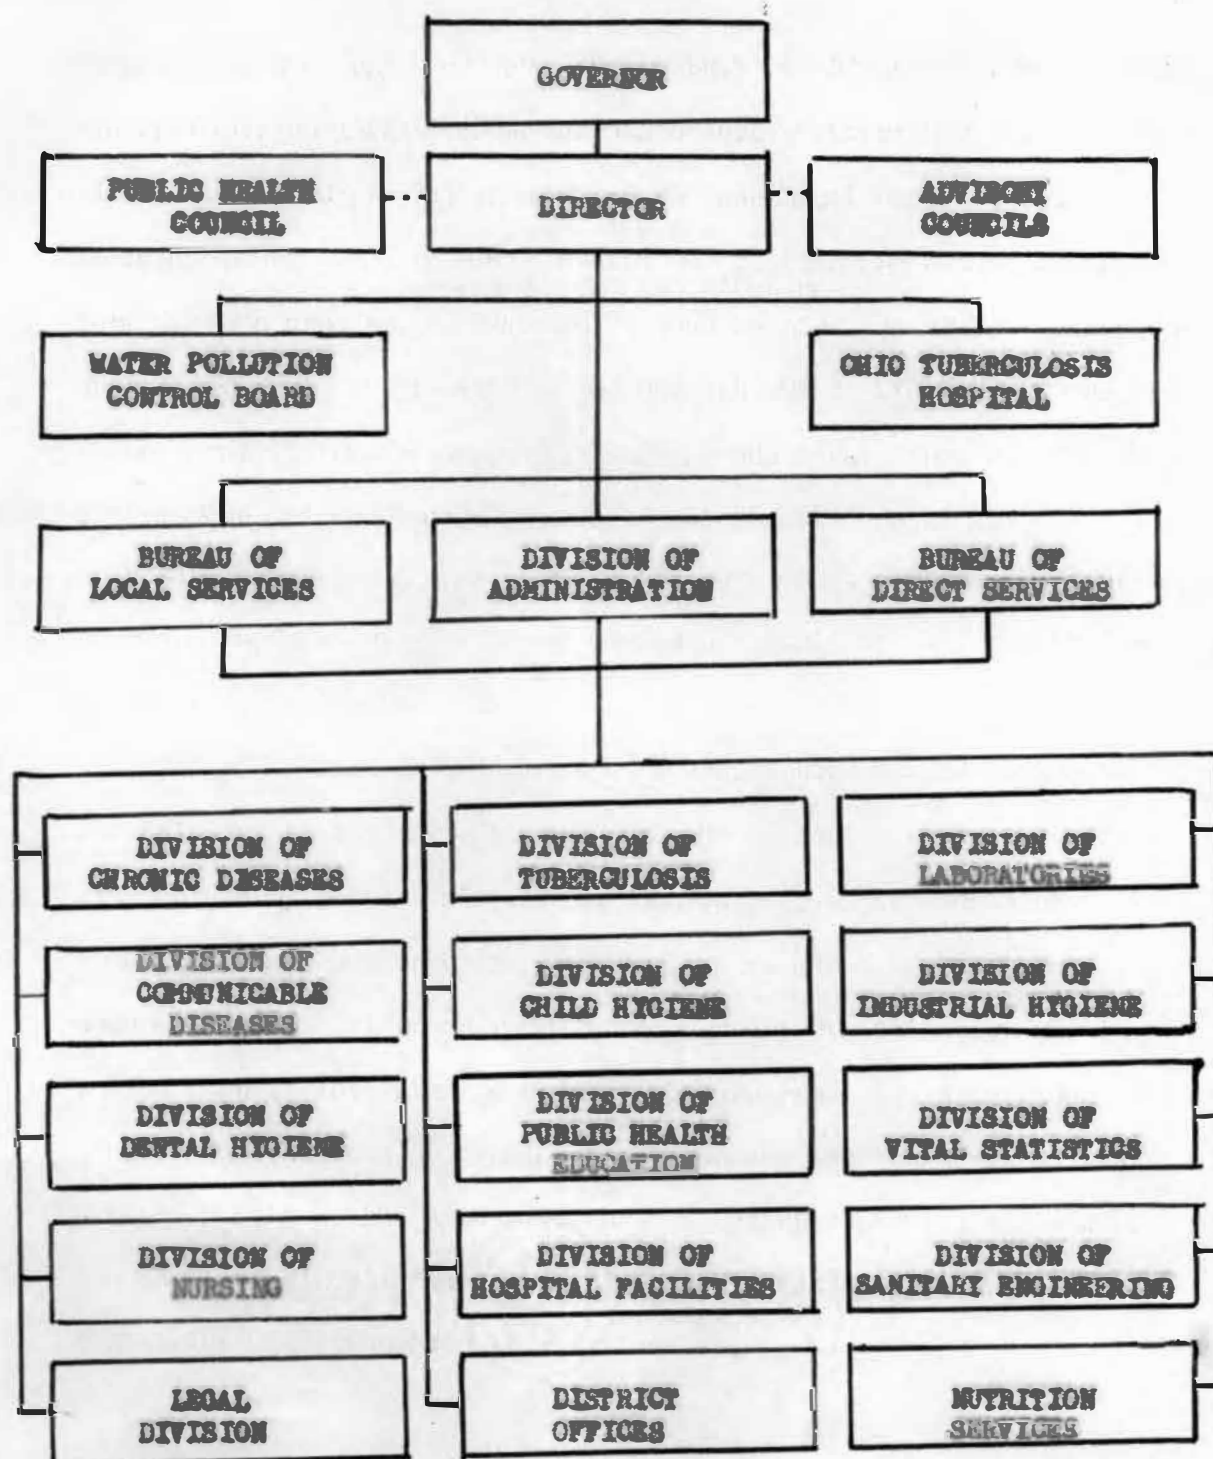 GOVERNOR
PUBLIC HEALTH
COUNCIL
DIRECTOR
ADVISORY
COUNCILS
WATER POLLUTION
CONTROL BOARD
OHIO TUBERCULOSIS
HOSPITAL
BUREAU OF
LOCAL SERVICES
DIVISION OF
ADMINISTRATION
BUREAU OF
DIRECT SERVICES
DIVISION OF
CHRONIC DISEASES
DIVISION OF
TUBERCULOSIS
DIVISION OF
LABORATORIES
DIVISION OF
COMMUNICABLE
DISEASES
DIVISION OF
CHILD HYGIENE
DIVISION OF
INDUSTRIAL HYGIENE
DIVISION OF
DENTAL HYGIENE
DIVISION OF
PUBLIC HEALTH
EDUCATION
DIVISION OF
VITAL STATISTICS
DIVISION OF
NURSING
DIVISION OF
HOSPITAL FACILITIES
DIVISION OF
SANITARY ENGINEERING
LEGAL
DIVISION
DISTRICT
OFFICES
NUTRITION
SERVICES